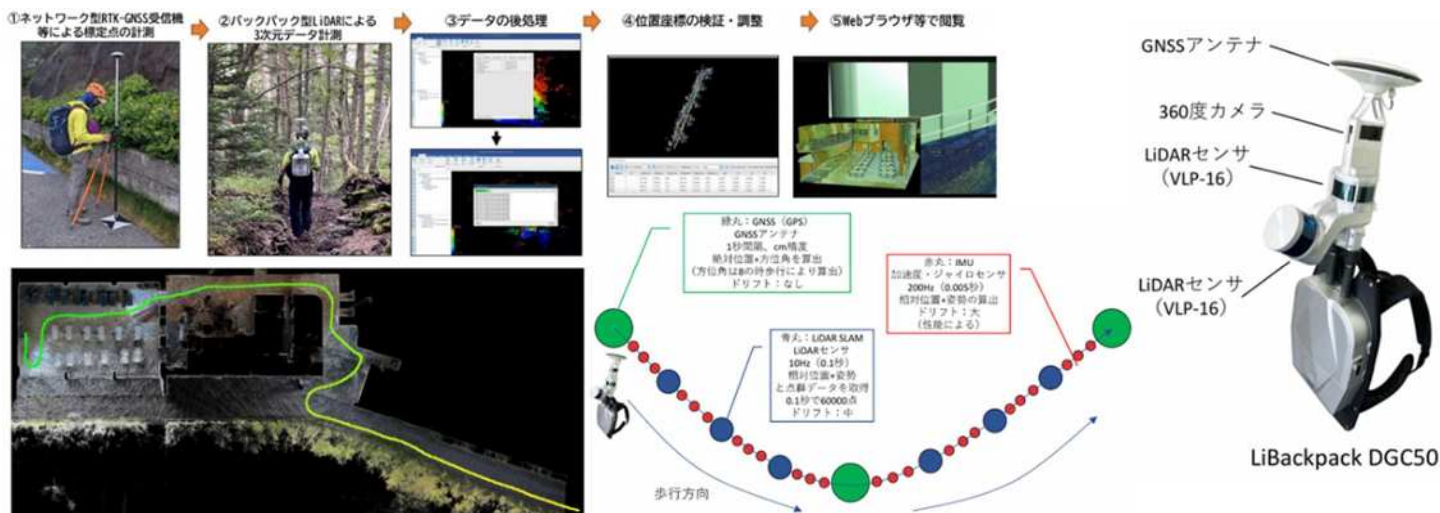 ①ネットワーク型RTK-GNSS受信機
等による標定点の計測
②バックパック型LiDARによる
3次元データ計測
③データの後処理
④位置座標の検証・調整
⑤Webブラウザ等で閲覧
緑丸：GNSS（GPS）
GNSSアンテナ
1秒間隔、cm精度
絶対位置+方位角を算出
（方位角は8の時歩行により算出）
ドリフト：なし
赤丸：IMU
加速度・ジャイロセンサ
200Hz（0.005秒）
相対位置+姿勢の算出
ドリフト：大
（性能による）
青丸：LiDAR SLAM
LiDARセンサ
10Hz（0.1秒）
相対位置+姿勢
と点群データを取得
0.1秒で60000点
ドリフト：中
歩行方向
GNSSアンテナ
360度カメラ
LiDARセンサ
（VLP-16）
LiDARセンサ
（VLP-16）
LiBackpack DGC50